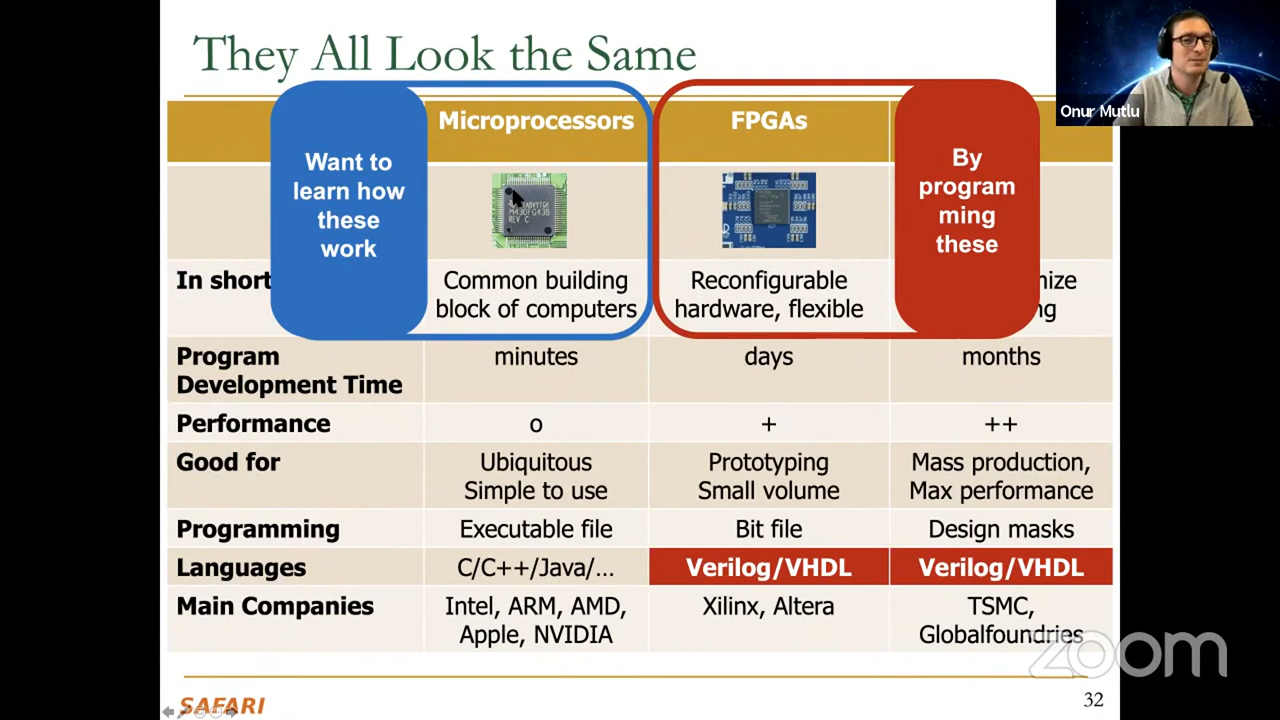 They All Look the Same
Onur Mutlu
Microprocessors
FPGAs
Want to
learn how
these
work
By
program
ming
these
M430FG438
REV C
In short
Common building
block of computers
Reconfigurable
hardware, flexible
Program
Development Time
minutes
days
months
Performance
o
+
++
Good for
Ubiquitous
Simple to use
Prototyping
Small volume
Mass production,
Max performance
Programming
Executable file
Bit file
Design masks
Languages
C/C++/Java/...
Verilog/VHDL
Verilog/VHDL
Main Companies
Intel, ARM, AMD,
Apple, NVIDIA
Xilinx, Altera
TSMC,
Globalfoundries
zoom
SAFARI
32